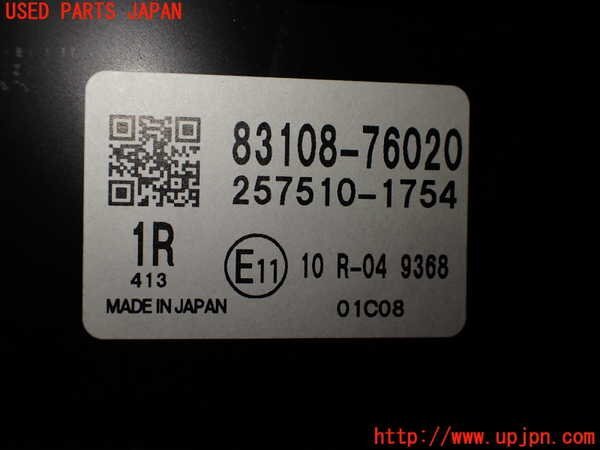 USED PARTS JAPAN
83108-76020
257510-1754
1R
413
E11 10 R-04 9368
MADE IN JAPAN
01C08
http://www.upjpn.com/